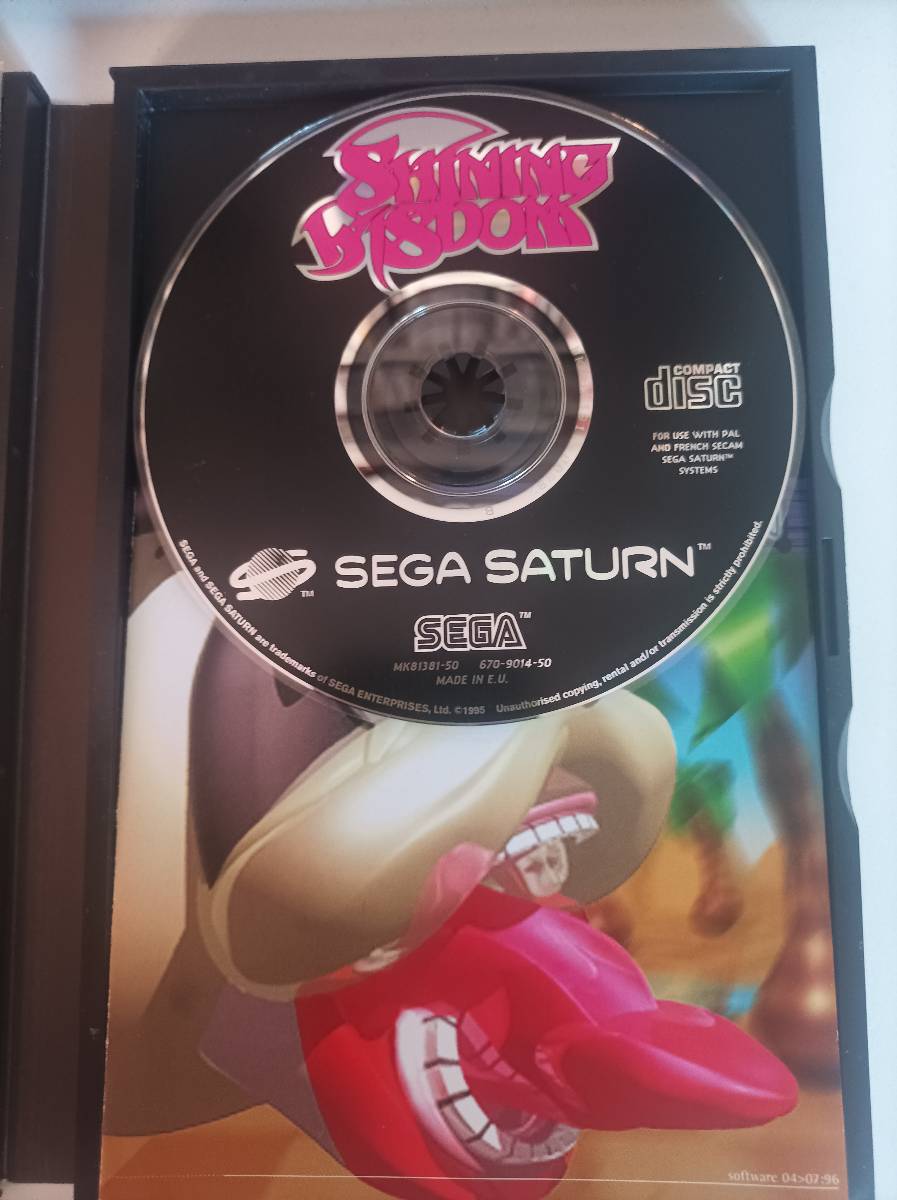 SHINING
WISDOM
COMPACT
disc
FOR USE WITH PAL
AND FRENCH SECAM
SEGA SATURN™
SYSTEMS
SEGA SATURN™
TM
SEGA™
MK81381-50 670-9014-50
MADE IN E.U.
SEGA and SEGA SATURN are trademarks of SEGA ENTERPRISES, Ltd. ©1995 Unauthorised copying, rental and/or transmission is strictly prohibited.
software 04>07:96